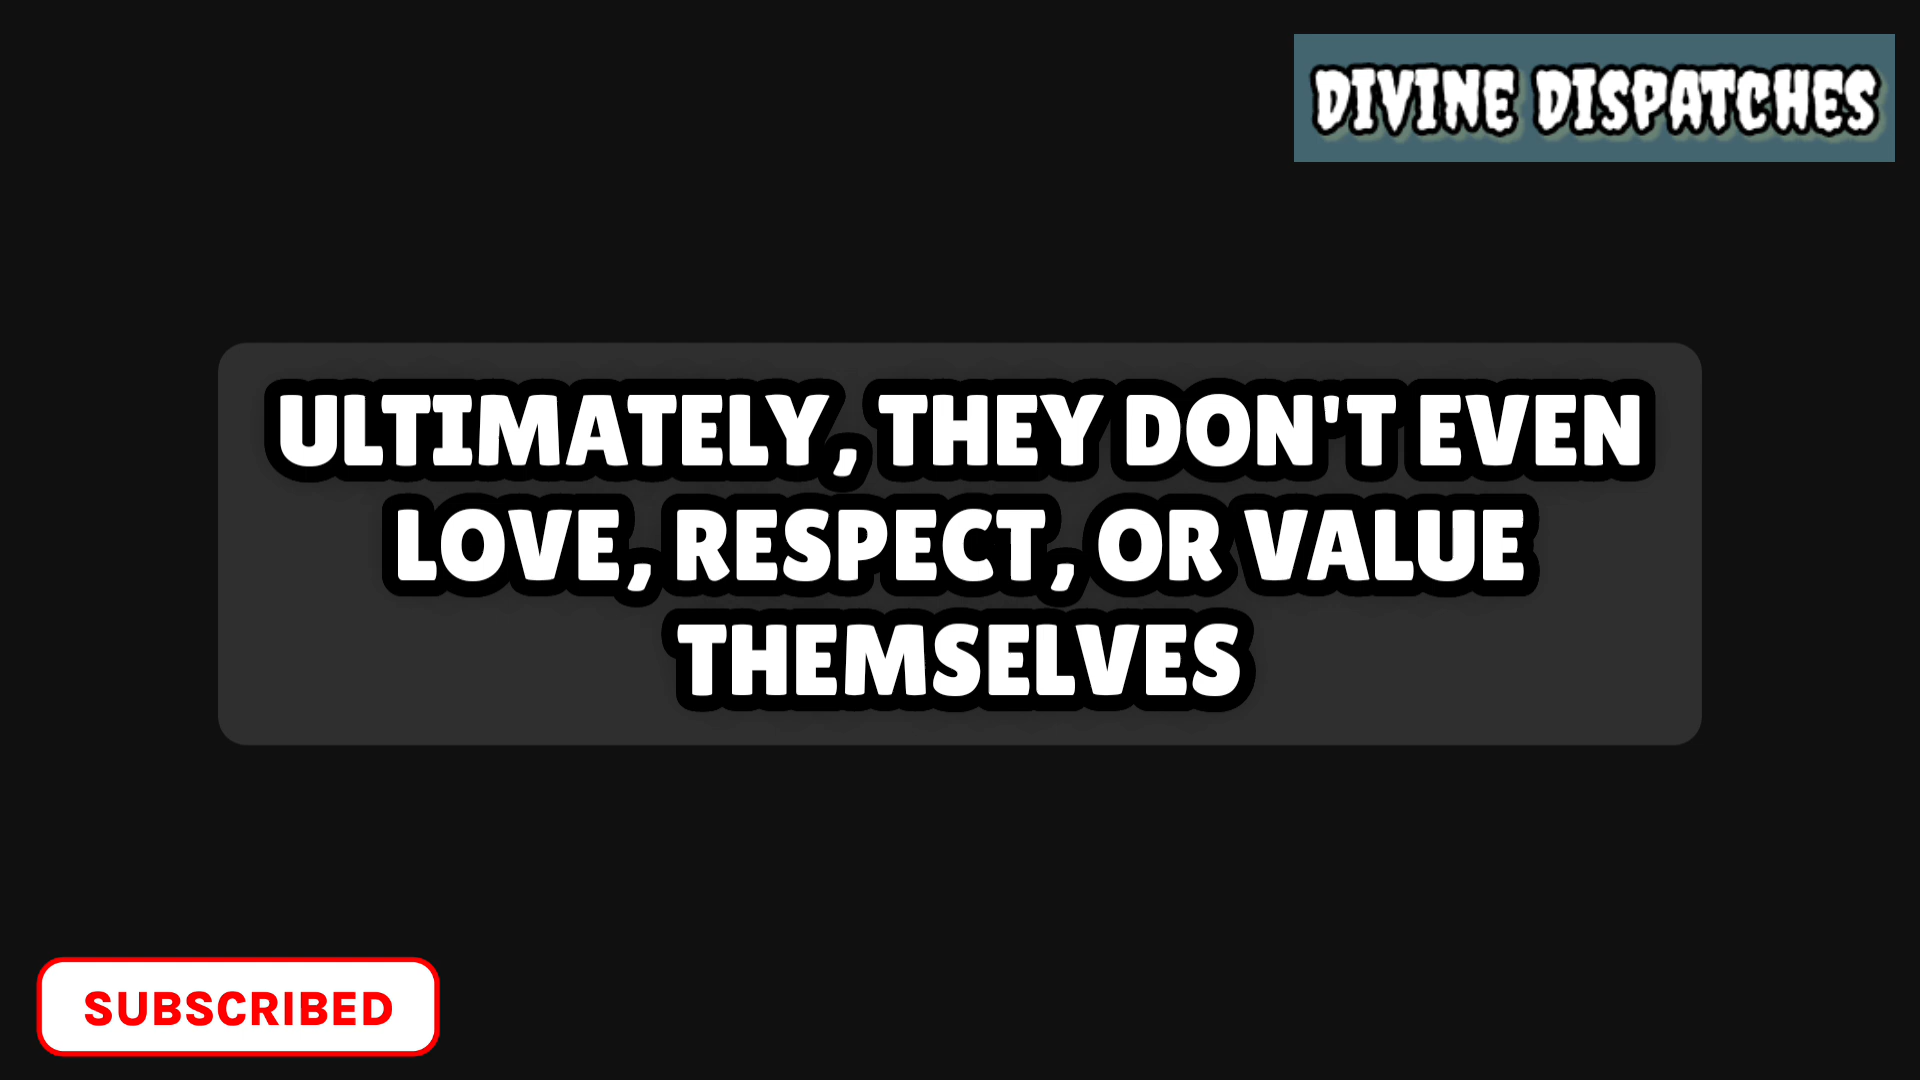 DIVINE DISPATCHES
ULTIMATELY, THEY DON'T EVEN
LOVE, RESPECT, OR VALUE
THEMSELVES
SUBSCRIBED